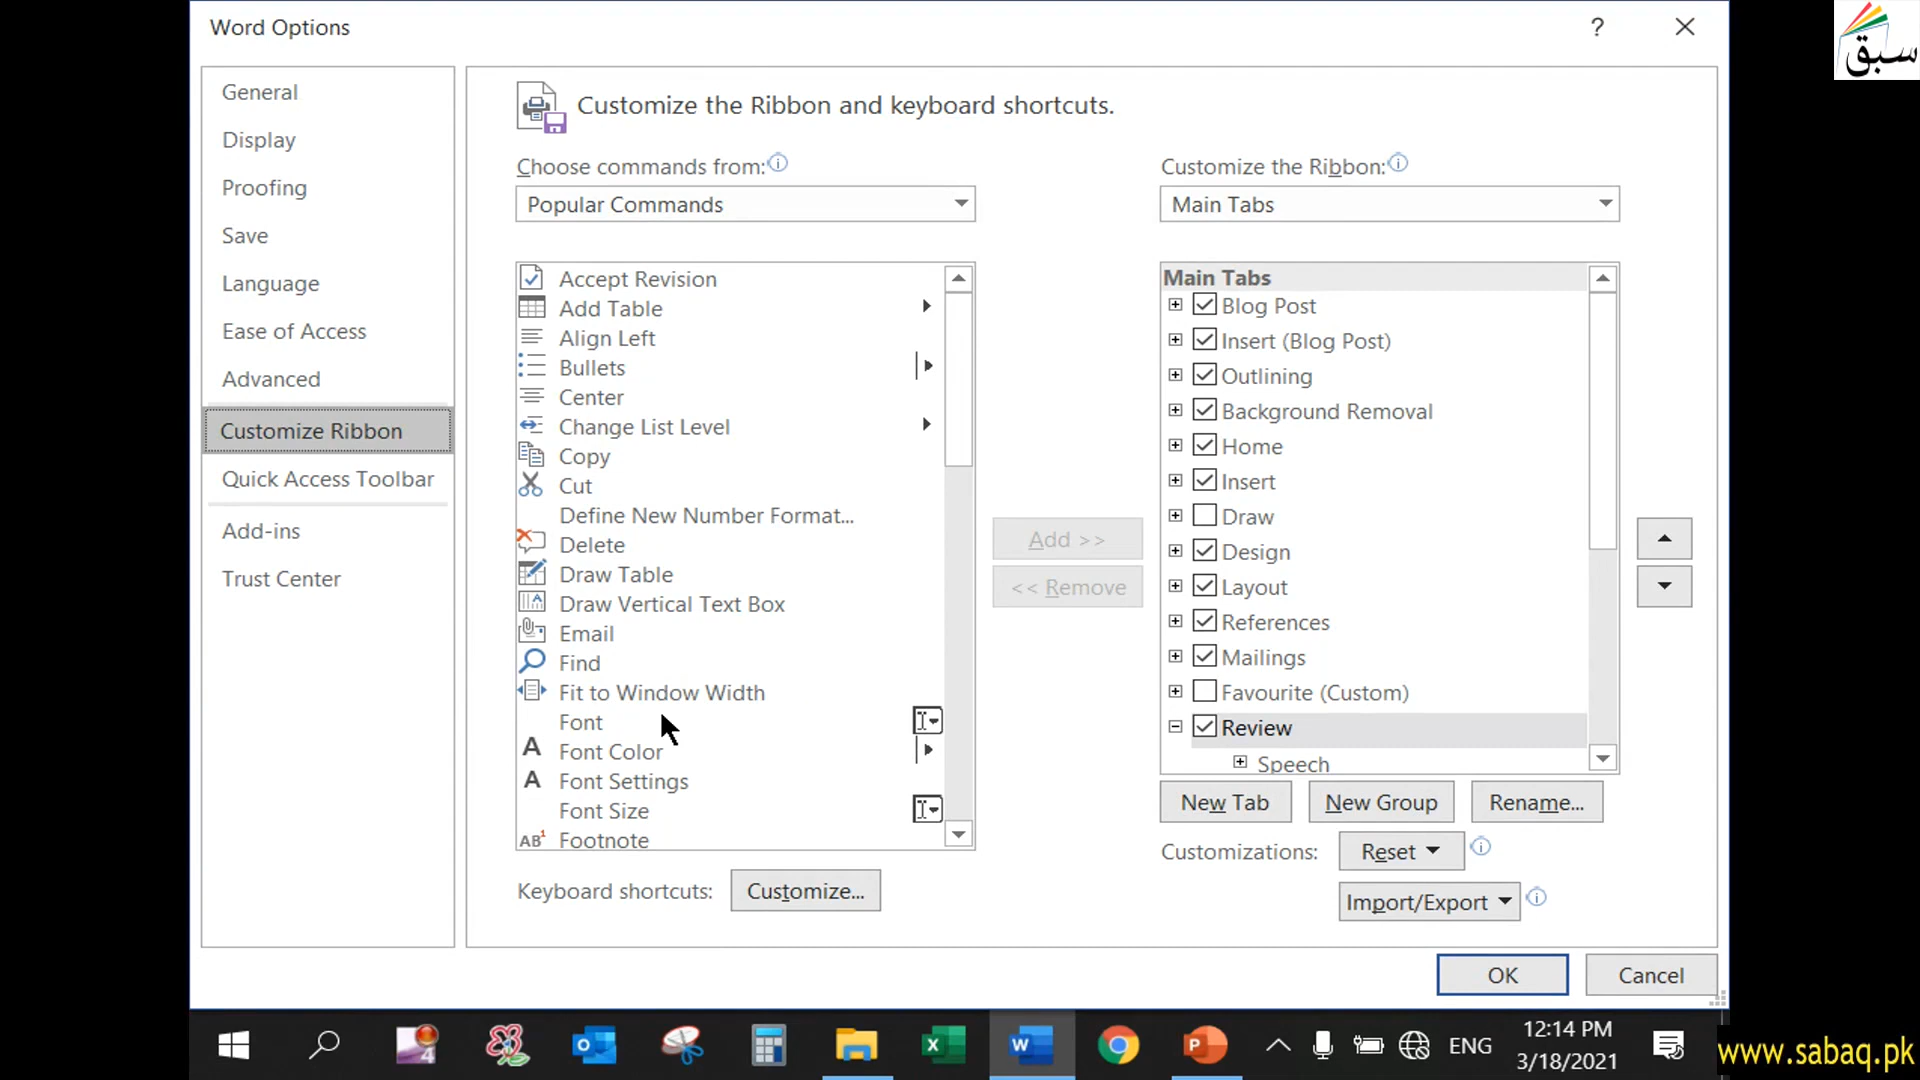 Word Options
?
سبق
General
Display
Proofing
Save
Language
Ease of Access
Advanced
Customize Ribbon
Quick Access Toolbar
Add-ins
Trust Center
Customize the Ribbon and keyboard shortcuts.
Choose commands from:
Popular Commands
Accept Revision
Add Table
Align Left
Bullets
Center
Change List Level
Copy
Cut
Define New Number Format...
Delete
Draw Table
Draw Vertical Text Box
Email
Find
Fit to Window Width
Font
Font Color
Font Settings
Font Size
Footnote
Keyboard shortcuts: Customize...
Add >>
<< Remove
Customize the Ribbon:
Main Tabs
Main Tabs
Blog Post
Insert (Blog Post)
Outlining
Background Removal
Home
Insert
Draw
Design
Layout
References
Mailings
Favourite (Custom)
Review
Speech
New Tab New Group Rename...
Customizations: Reset
Import/Export
OK Cancel
ENG
12:14 PM
3/18/2021
www.sabaq.pk